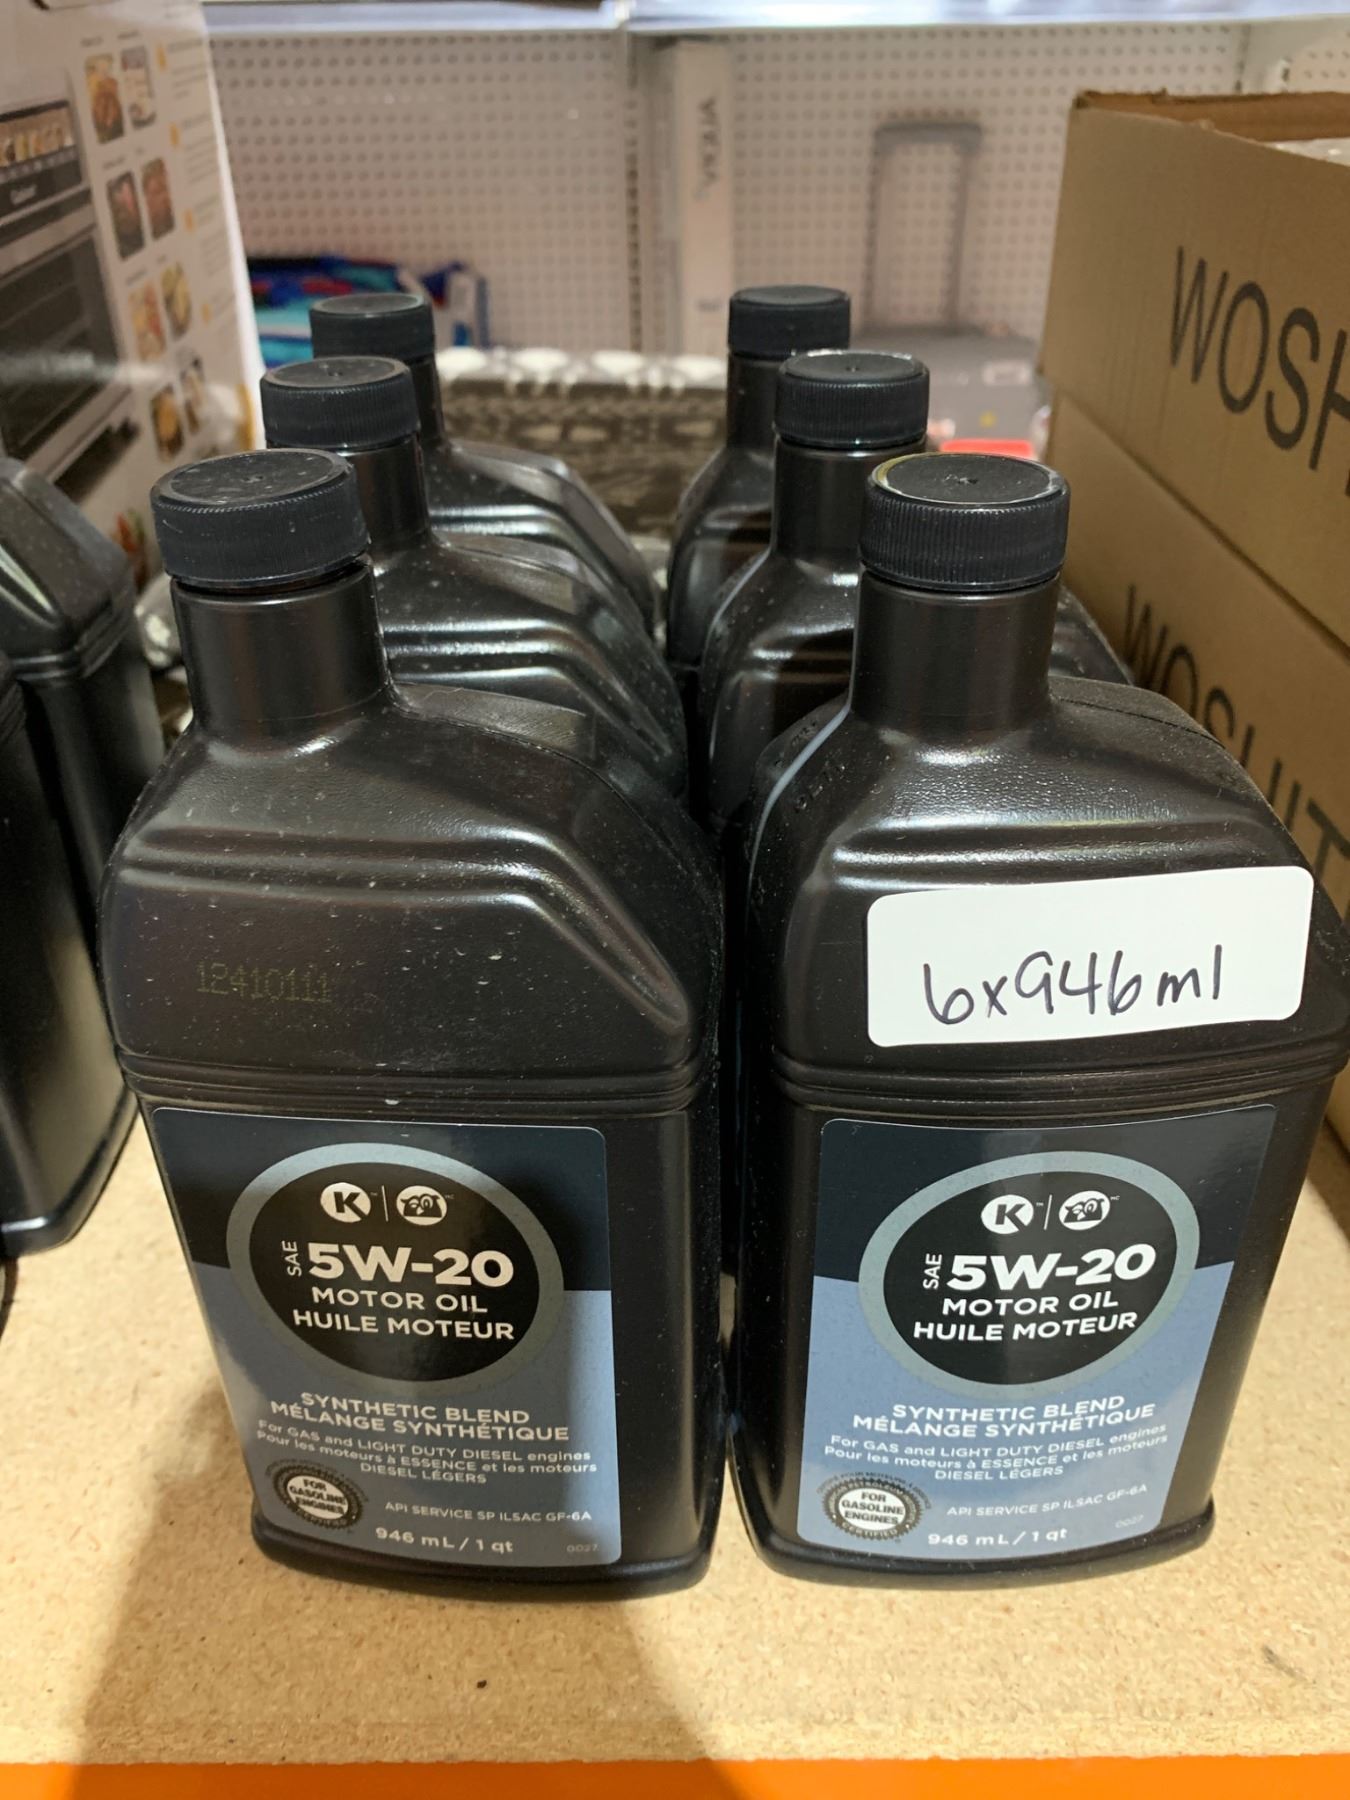 WOSH
WOSHIT
12410111
6x946ml
K
SAE 5W-20
MOTOR OIL
HUILE MOTEUR
SYNTHETIC BLEND
MÉLANGE SYNTHÉTIQUE
For GAS and LIGHT DUTY DIESEL engines
Pour les moteurs à ESSENCE et les moteurs
DIESEL LÉGERS
FOR
GASOLINE
ENGINES
API SERVICE SP ILSAC GF-6A
946 mL / 1 qt
0027
K
SAE 5W-20
MOTOR OIL
HUILE MOTEUR
SYNTHETIC BLEND
MÉLANGE SYNTHÉTIQUE
For GAS and LIGHT DUTY DIESEL engines
Pour les moteurs à ESSENCE et les moteurs
DIESEL LÉGERS
FOR
GASOLINE
ENGINES
CERTIFIED
API SERVICE SP ILSAC GF-6A
946 mL / 1 qt
0027